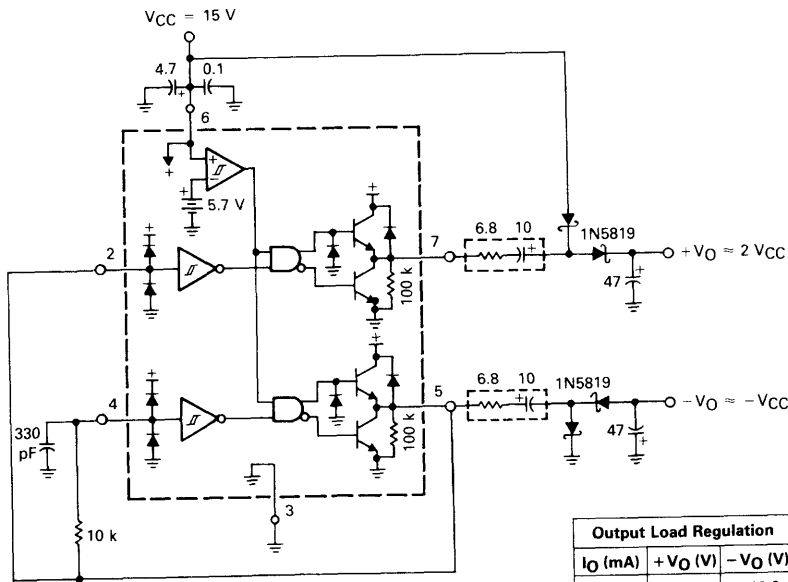 VCC = 15 V
4.7
0.1
+
6
+
+
−
+
5.7 V
+
2
+
6.8
10
+
7
1N5819
+VO ≈ 2 VCC
100 k
47
+
+
4
+
6.8
+
10
5
1N5819
−VO ≈ −VCC
100 k
47
+
330
pF
3
10 k
Output Load Regulation
IO (mA)
+VO (V)
−VO (V)